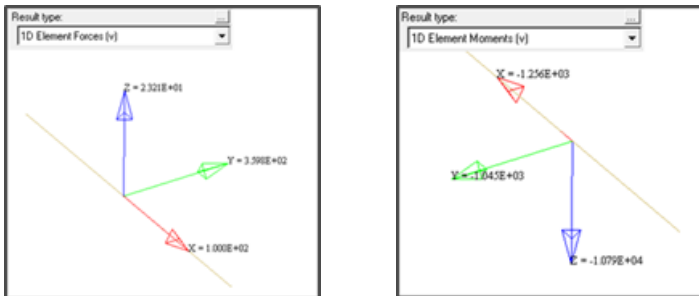 Result type:
...
1D Element Forces (v)
Z = 2.321E+01
Y = 3.598E+02
X = 1.000E+02
Result type:
...
1D Element Moments (v)
X = -1.256E+03
Y = -1.045E+03
Z = -1.079E+04